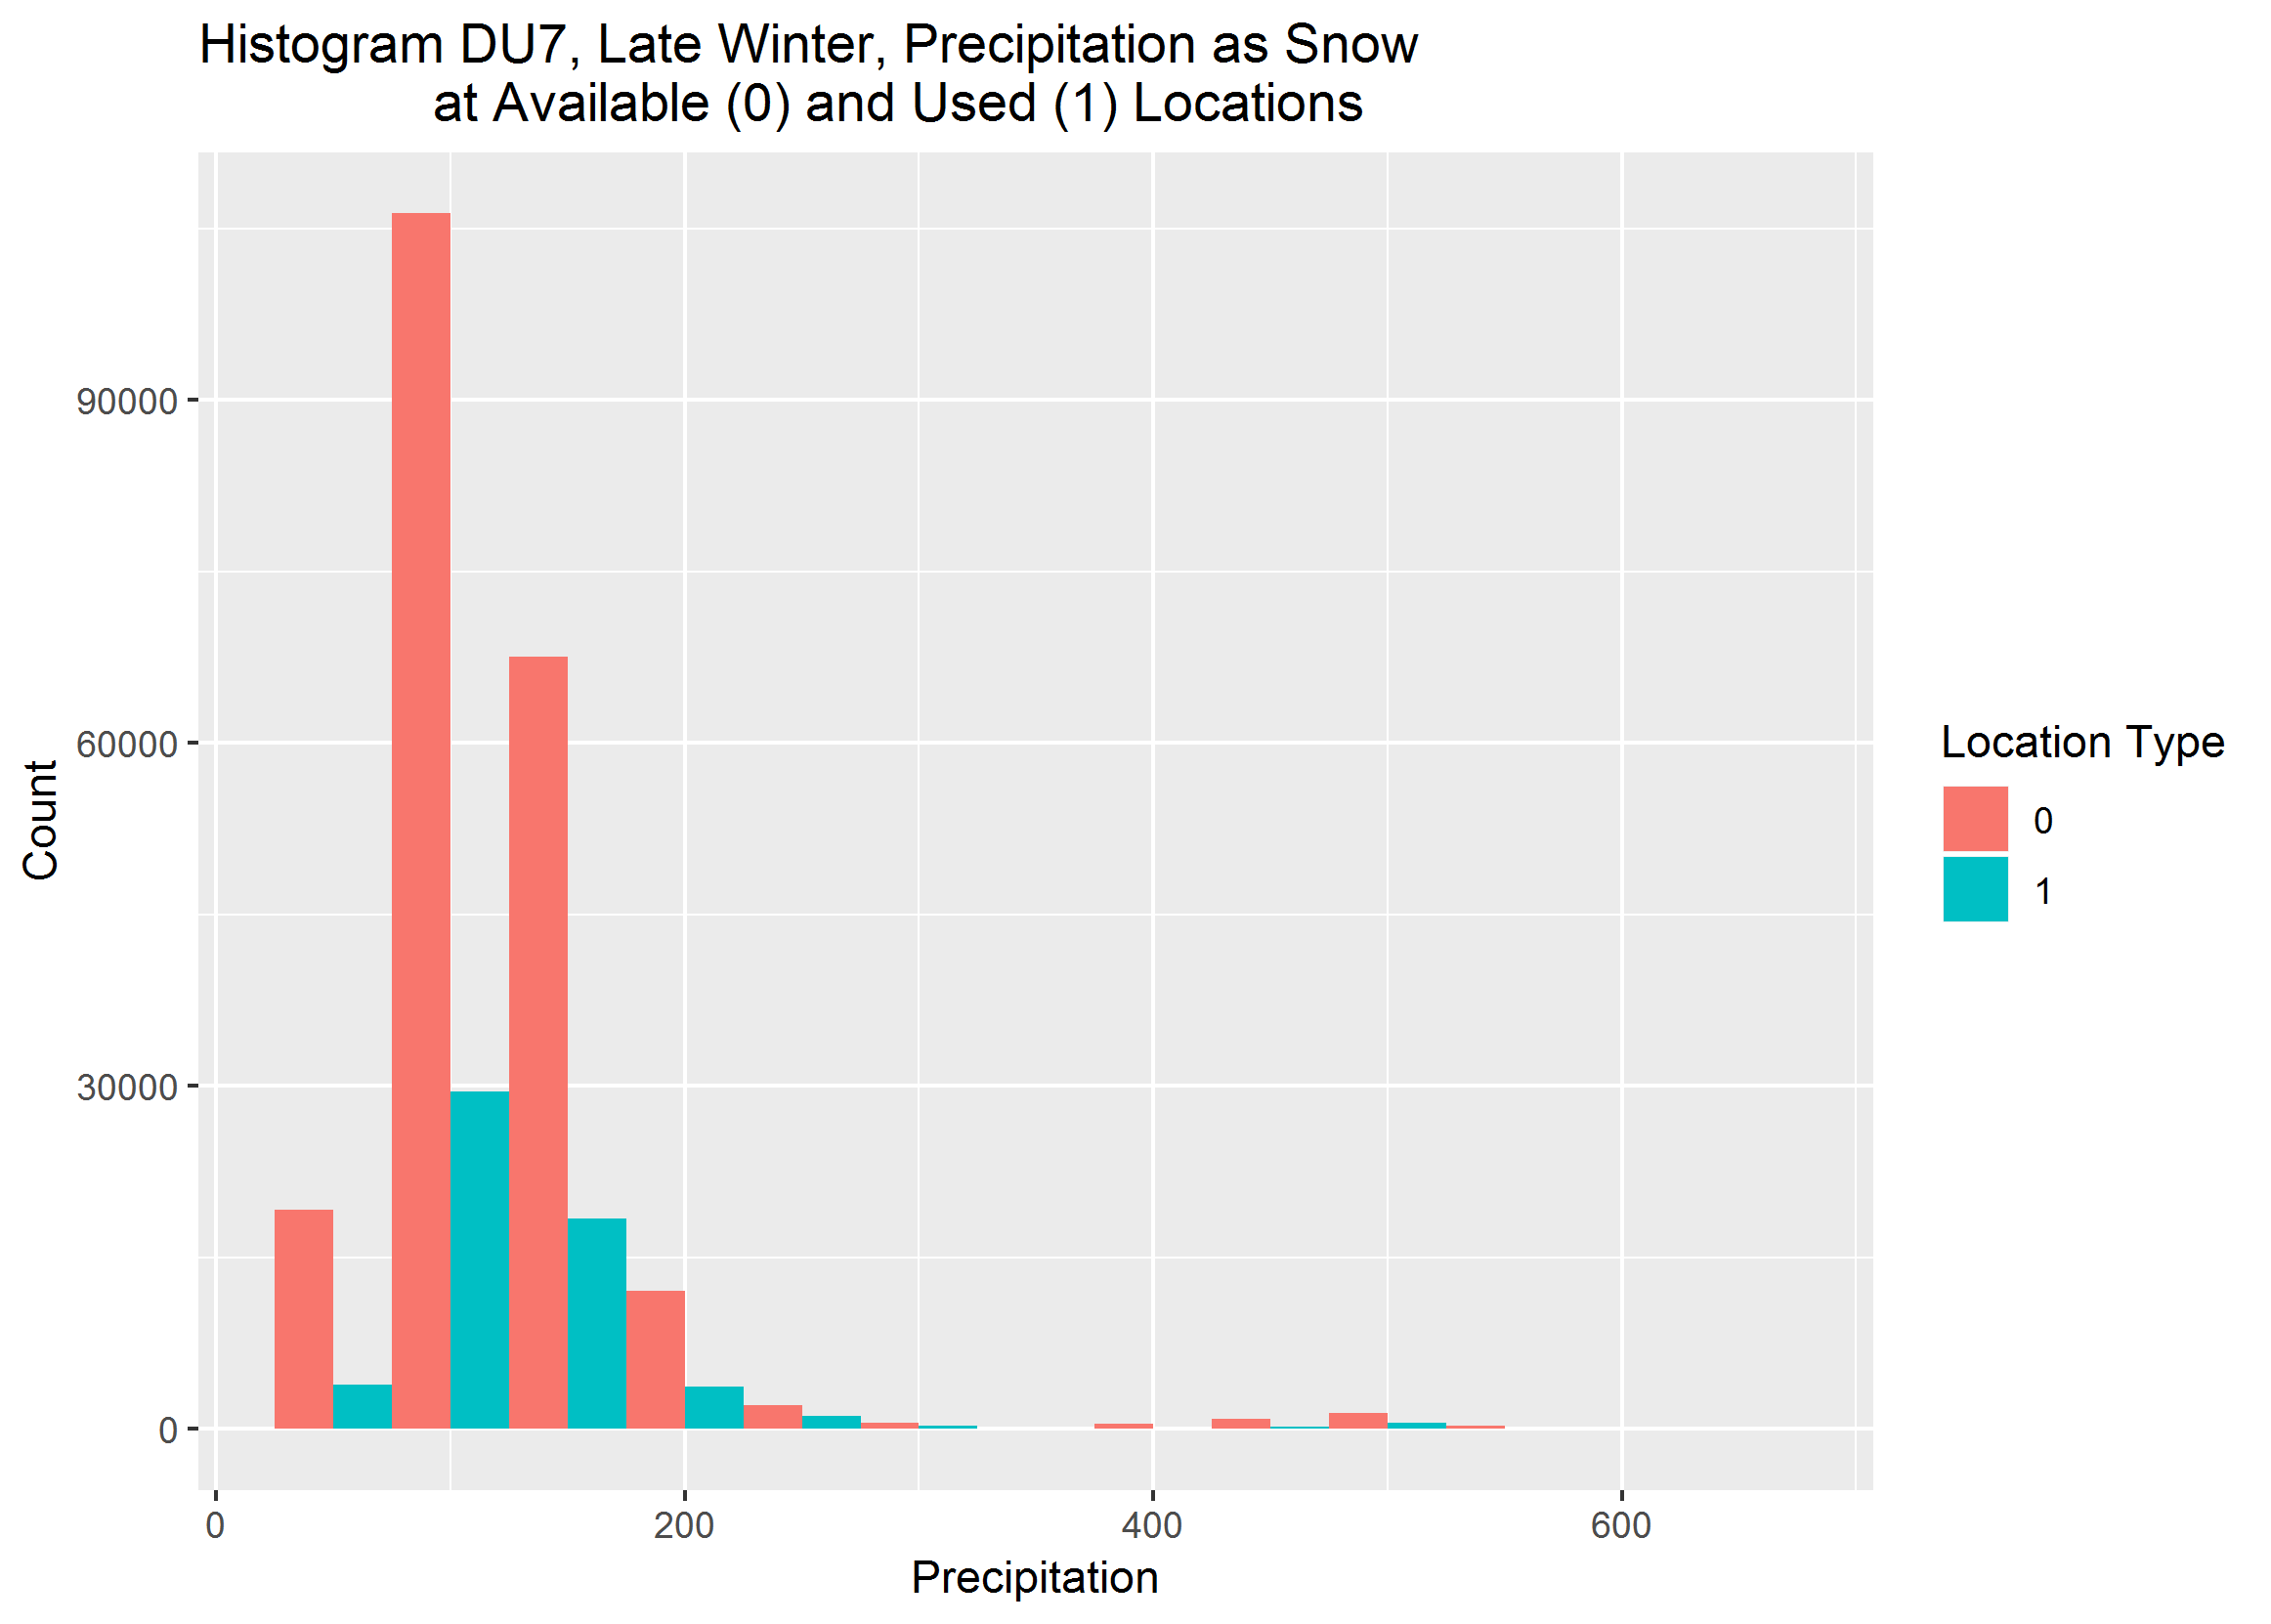 Histogram DU7, Late Winter, Precipitation as Snow
at Available (0) and Used (1) Locations
90000
60000
30000
0
Count
0
200
400
600
Precipitation
Location Type
0
1